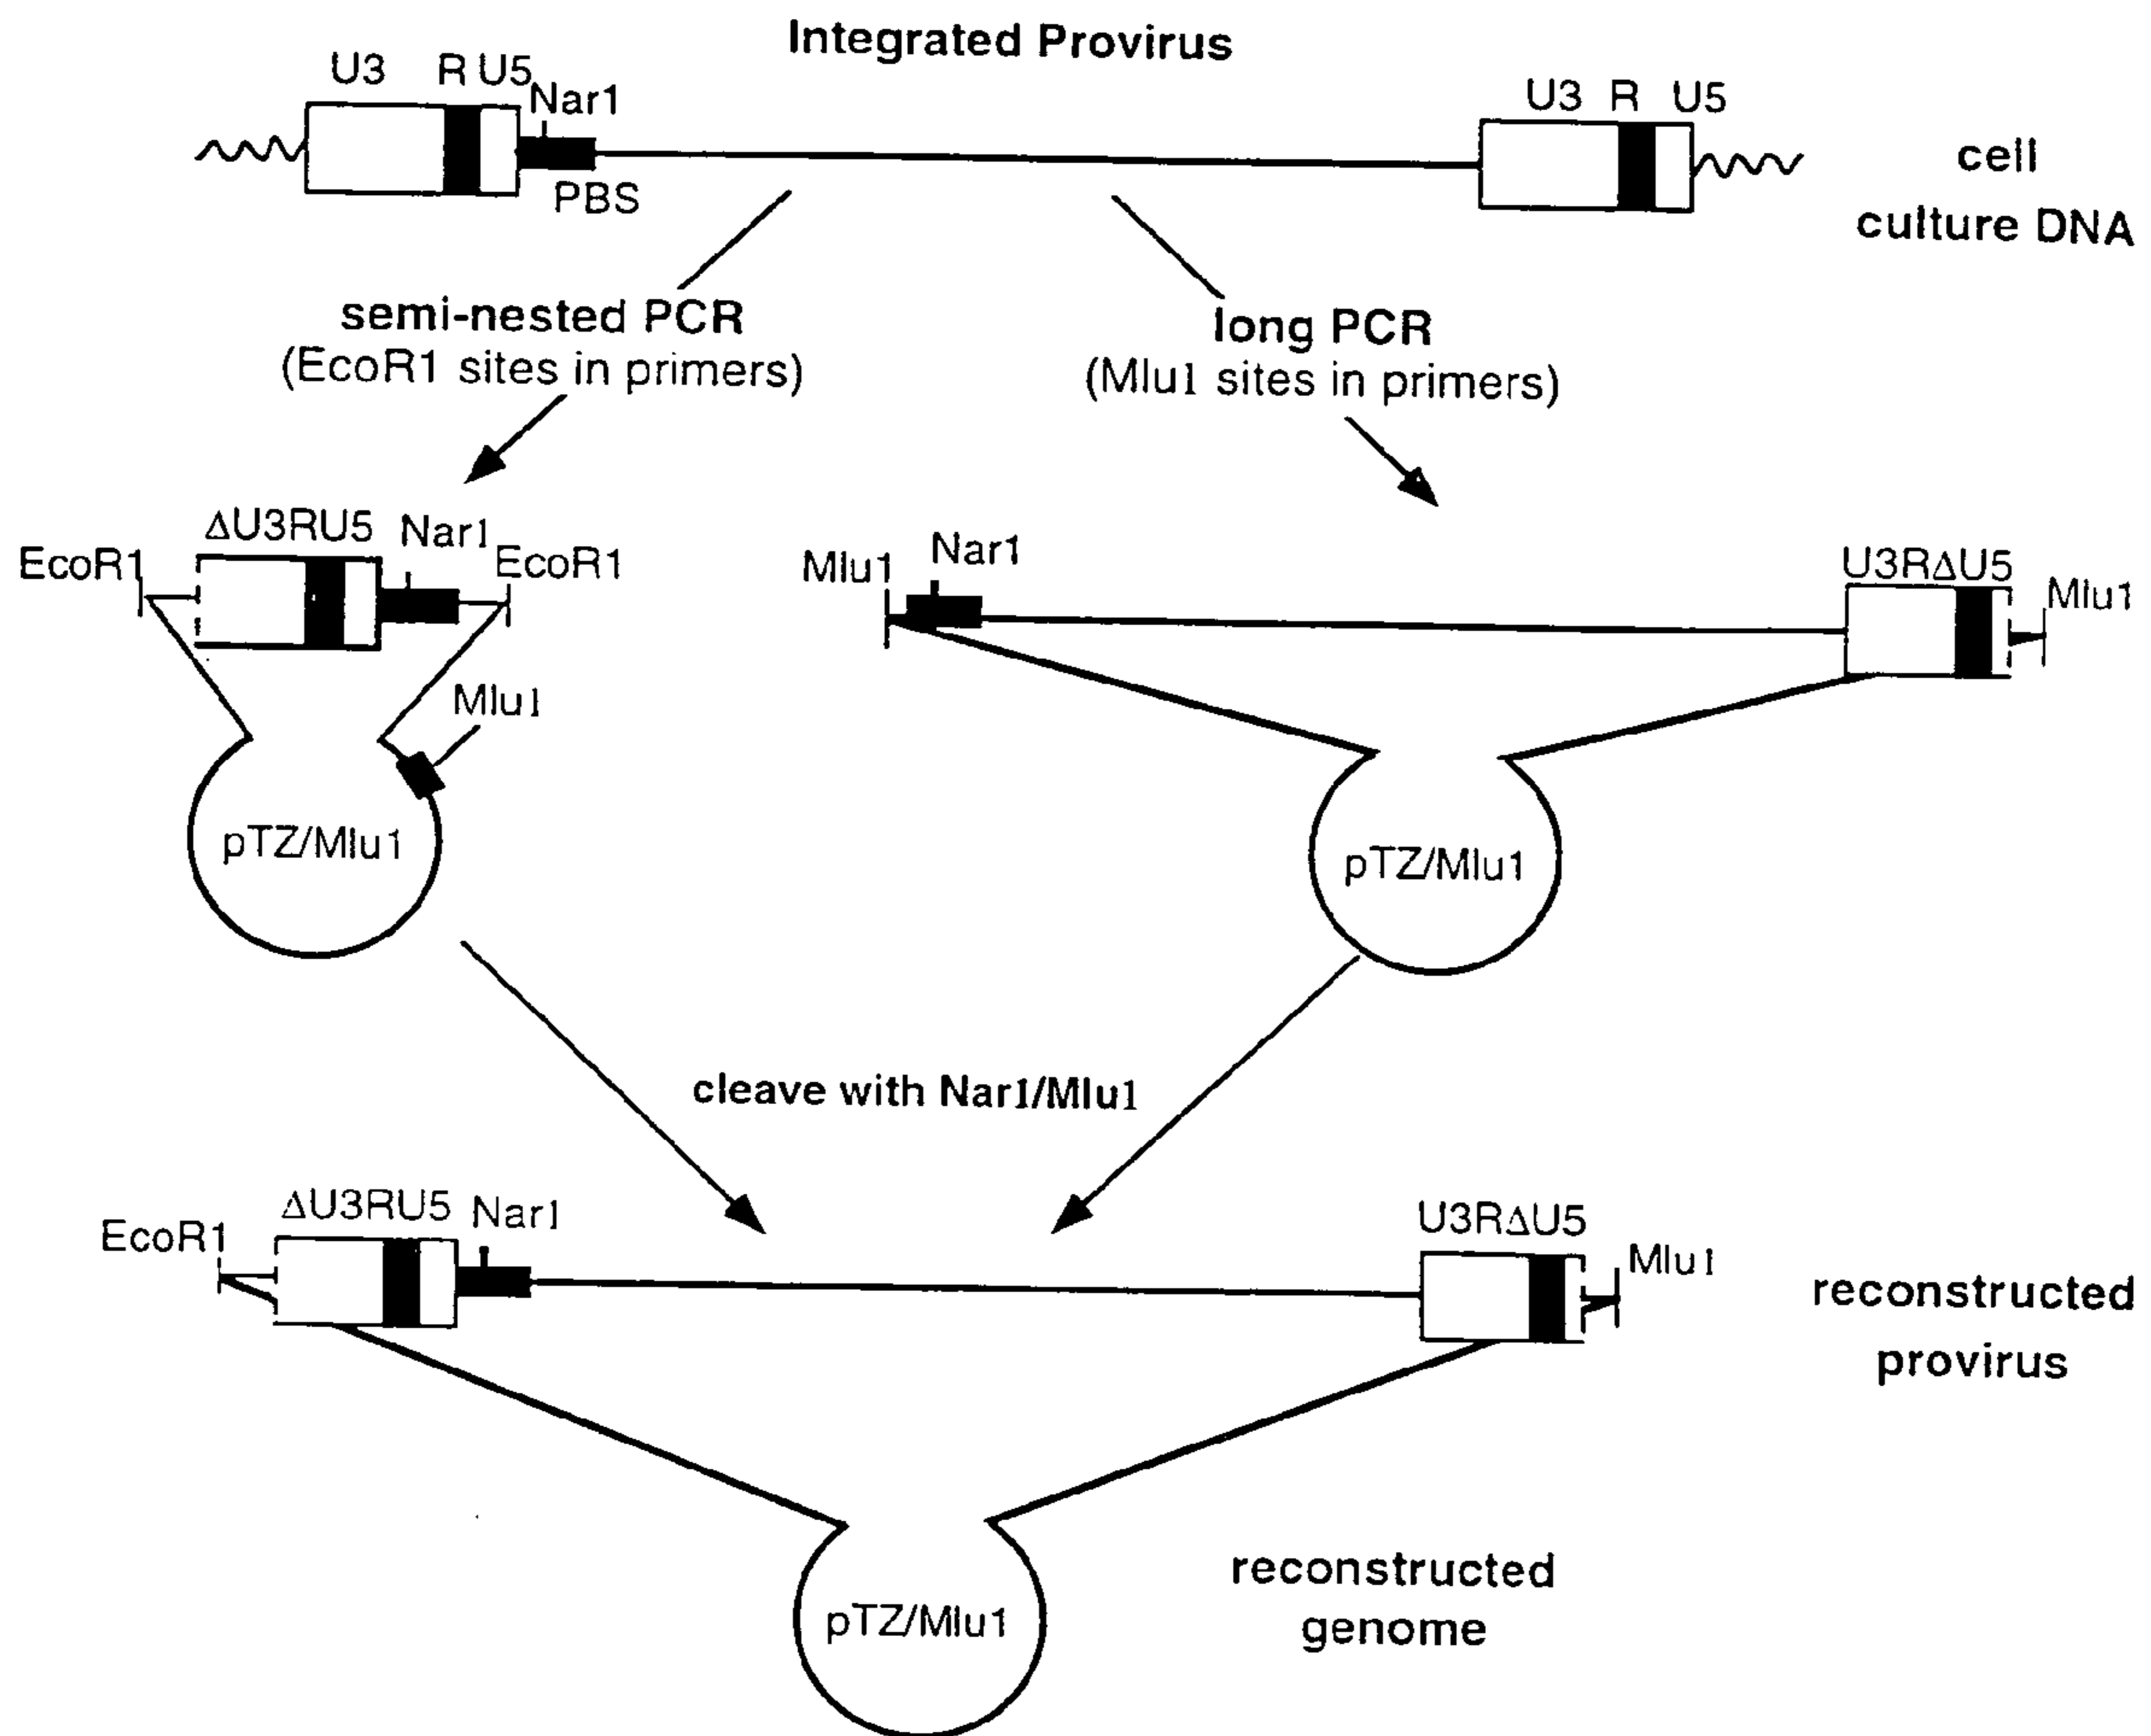 Integrated Provirus
U3 R U5
Nar1
PBS
U3 R U5
cell
culture DNA
semi-nested PCR
(EcoR1 sites in primers)
long PCR
(Mlu1 sites in primers)
EcoR1
ΔU3RU5
Nar1
EcoR1
Mlu1
pTZ/Mlu1
Mlu1
Nar1
U3RΔU5
Mlu1
pTZ/Mlu1
cleave with Nar1/Mlu1
EcoR1
ΔU3RU5
Nar1
U3RΔU5
Mlu1
reconstructed
provirus
pTZ/Mlu1
reconstructed
genome